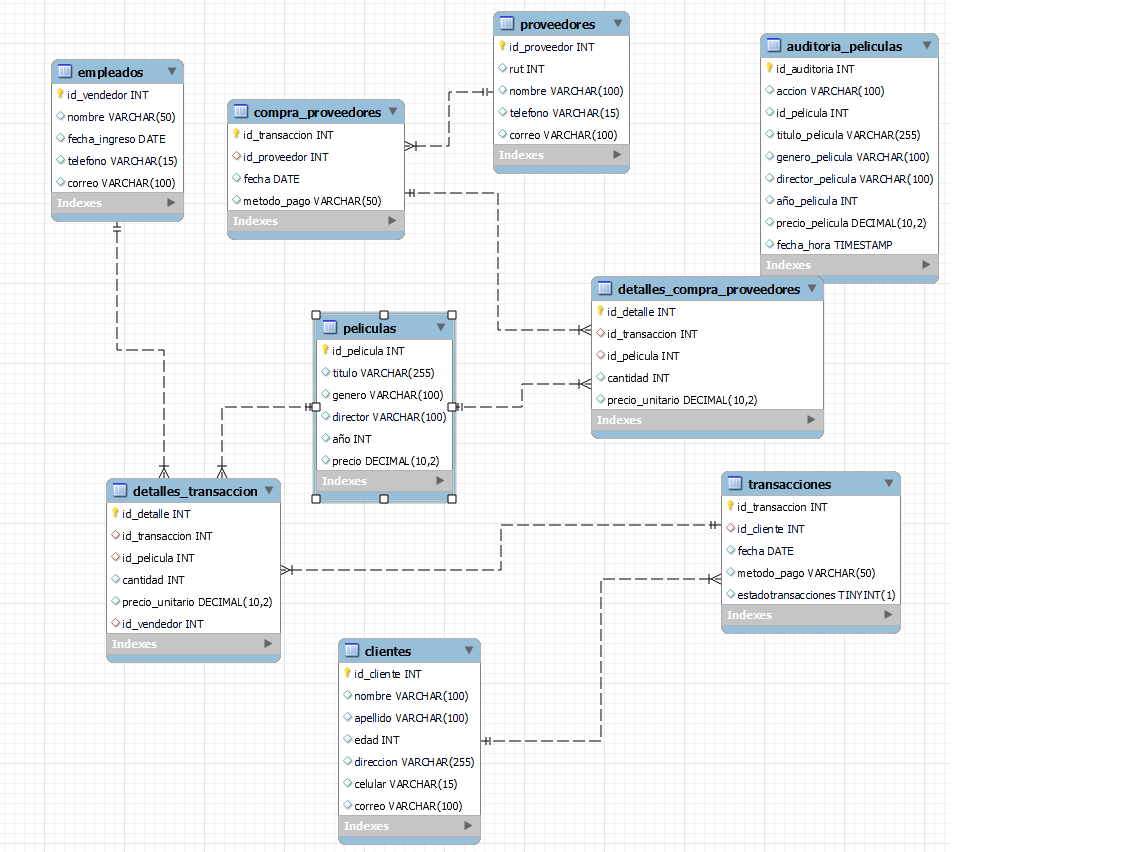 proveedores
id_proveedor INT
rut INT
nombre VARCHAR(100)
telefono VARCHAR(15)
correo VARCHAR(100)
Indexes
auditoria_peliculas
id_auditoria INT
accion VARCHAR(100)
id_pelicula INT
titulo_pelicula VARCHAR(255)
genero_pelicula VARCHAR(100)
director_pelicula VARCHAR(100)
año_pelicula INT
precio_pelicula DECIMAL(10,2)
fecha_hora TIMESTAMP
Indexes
empleados
id_vendedor INT
nombre VARCHAR(50)
fecha_ingreso DATE
telefono VARCHAR(15)
correo VARCHAR(100)
Indexes
compra_proveedores
id_transaccion INT
id_proveedor INT
fecha DATE
metodo_pago VARCHAR(50)
Indexes
detalles_compra_proveedores
id_detalle INT
id_transaccion INT
id_pelicula INT
cantidad INT
precio_unitario DECIMAL(10,2)
Indexes
peliculas
id_pelicula INT
titulo VARCHAR(255)
genero VARCHAR(100)
director VARCHAR(100)
año INT
precio DECIMAL(10,2)
Indexes
detalles_transaccion
id_detalle INT
id_transaccion INT
id_pelicula INT
cantidad INT
precio_unitario DECIMAL(10,2)
id_vendedor INT
Indexes
transacciones
id_transaccion INT
id_cliente INT
fecha DATE
metodo_pago VARCHAR(50)
estadotransacciones TINYINT(1)
Indexes
clientes
id_cliente INT
nombre VARCHAR(100)
apellido VARCHAR(100)
edad INT
direccion VARCHAR(255)
celular VARCHAR(15)
correo VARCHAR(100)
Indexes